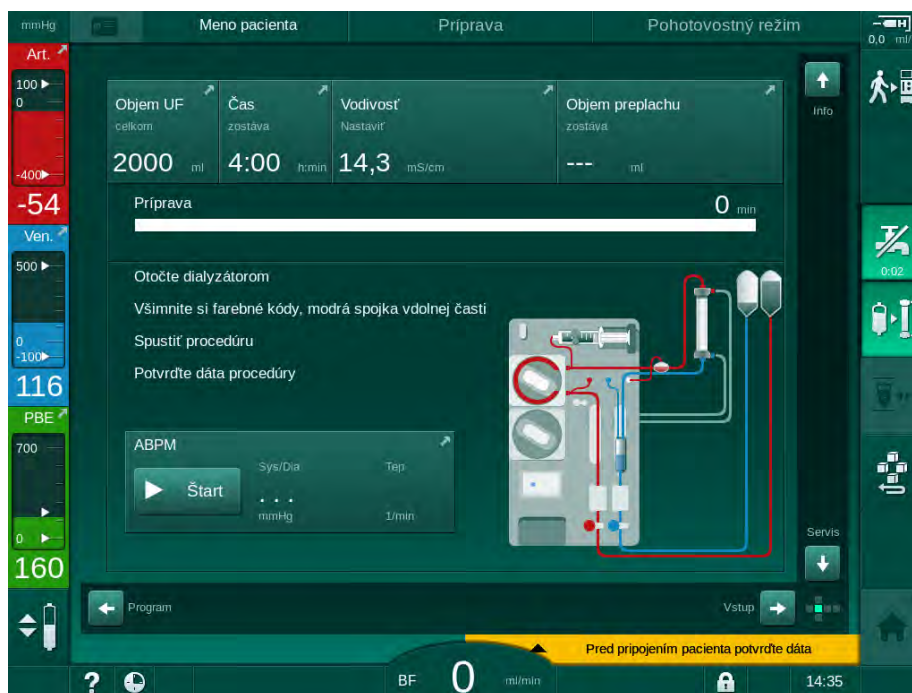 mmHg
Meno pacienta
Príprava
Pohotovostný režim
0,0 ml/
Art.
100
0
-400
-54
Ven.
500
0
-100
116
PBE
700
0
160
Objem UF
celkom
2000 ml
Čas
zostáva
4:00 h:min
Vodivosť
Nastaviť
14,3 mS/cm
Objem preplachu
zostáva
--- ml
Info
Príprava
0 min
Otočte dialyzátorom
Všimnite si farebné kódy, modrá spojka vdolnej časti
Spustiť procedúru
Potvrďte dáta procedúry
ABPM
Štart
Sys/Dia
. . .
mmHg
Tep
1/min
0:02
Servis
Program
Vstup
Pred pripojením pacienta potvrďte dáta
?
BF 0 ml/min
14:35